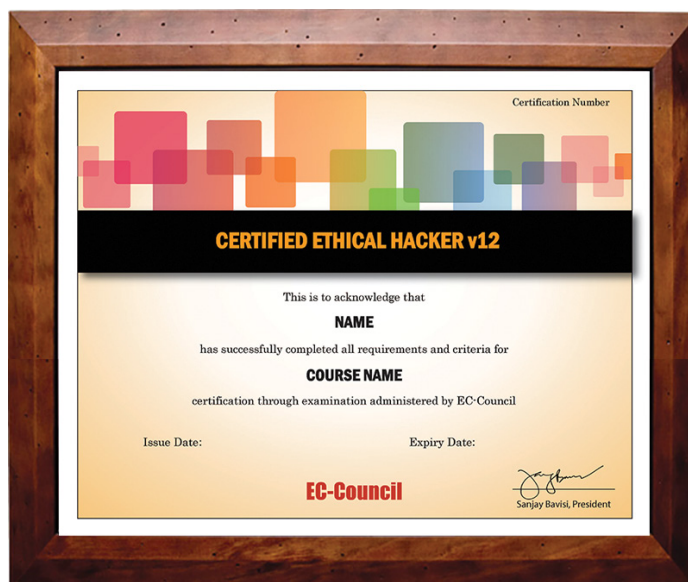 Certification Number
CERTIFIED ETHICAL HACKER v12
This is to acknowledge that
NAME
has successfully completed all requirements and criteria for
COURSE NAME
certification through examination administered by EC-Council
Issue Date: Expiry Date:
EC-Council
Sanjay Bavisi, President